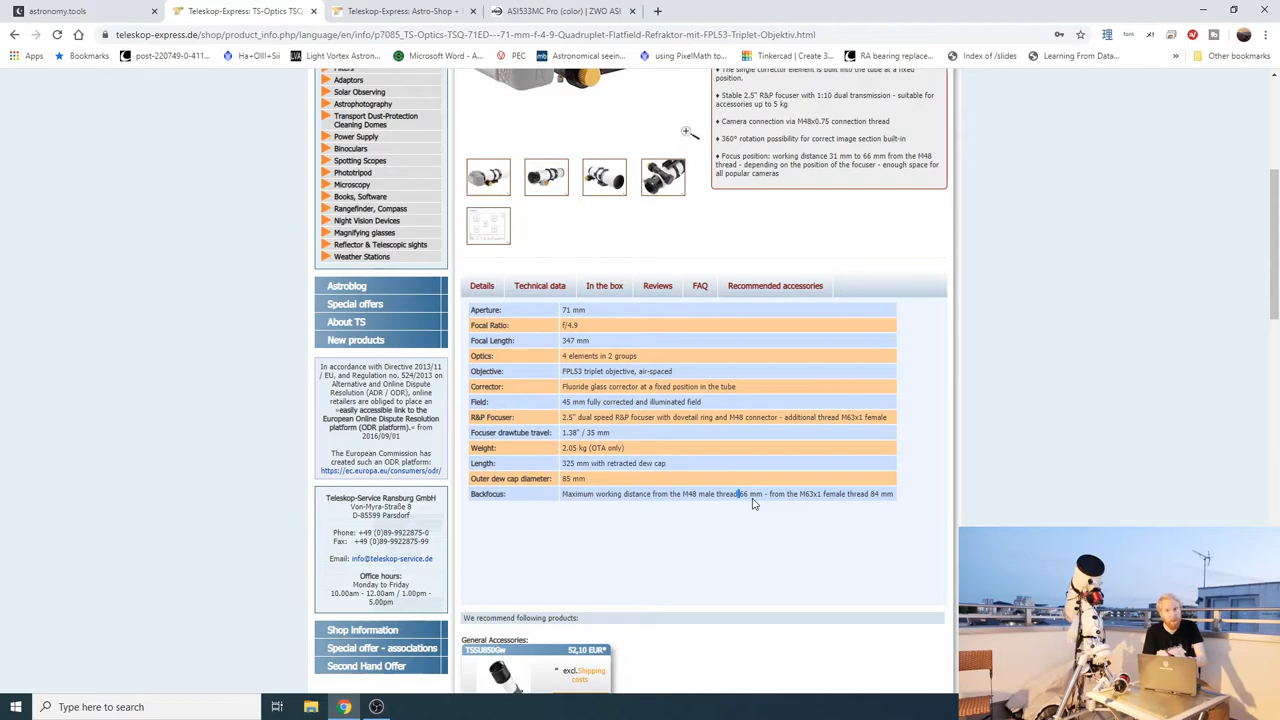 astronomy.tools
Teleskop-Express: TS-Optics TSQ
Teleskop-Express: Astro-Shop +
ASI533MC Pro (color) | ZWO ASI
teleskop-express.de/shop/product_info.php/language/en/info/p7085_TS-Optics-TSQ-71ED---71-mm-f-4-9-Quadruplet-Flatfield-Refraktor-mit-FPL53-Triplet-Objektiv.html
Apps
Bookmarks
post-220749-0-411...
Ha+OIII+Sii
Light Vortex Astron...
Microsoft Word - A...
PEC
Astronomical seein...
using PixelMath to...
Tinkercad | Create 3...
RA bearing replace...
Index of /slides
Learning From Data...
»
Other bookmarks
Adaptors
Solar Observing
Astrophotography
Transport Dust-Protection
Cleaning Domes
Power Supply
Binoculars
Spotting Scopes
Phototripod
Microscopy
Books, Software
Rangefinder, Compass
Night Vision Devices
Magnifying glasses
Reflector & Telescopic sights
Weather Stations
Astroblog
Special offers
About TS
New products
In accordance with Directive 2013/11
/ EU, and Regulation no. 524/2013 on
Alternative and Online Dispute
Resolution (ADR / ODR), online
retailers are obliged to place an
»easily accessible link to the
European Online Dispute Resolution
platform (ODR platform).« from
2016/09/01
The European Commission has
created such an ODR platform:
https://ec.europa.eu/consumers/odr/
Teleskop-Service Ransburg GmbH
Von-Myra-Straße 8
D-85599 Parsdorf
Phone: +49 (0)89-9922875-0
Fax: +49 (0)89-9922875-99
Email: info@teleskop-service.de
Office hours:
Monday to Friday
10.00am - 12.00am / 1.00pm -
5.00pm
Shop information
Special offer - associations
Second Hand Offer
♦ The single corrector element is built into the tube at a fixed
position.
♦ Stable 2.5" R&P focuser with 1:10 dual transmission - suitable for
accessories up to 5 kg
♦ Camera connection via M48x0.75 connection thread
♦ 360° rotation possibility for correct image section built-in
♦ Focus position: working distance 31 mm to 66 mm from the M48
thread - depending on the position of the focuser - enough space for
all popular cameras
Details
Technical data
In the box
Reviews
FAQ
Recommended accessories
Aperture: 71 mm
Focal Ratio: f/4.9
Focal Length: 347 mm
Optics: 4 elements in 2 groups
Objective: FPL53 triplet objective, air-spaced
Corrector: Fluoride glass corrector at a fixed position in the tube
Field: 45 mm fully corrected and illuminated field
R&P Focuser: 2.5" dual speed R&P focuser with dovetail ring and M48 connector - additional thread M63x1 female
Focuser drawtube travel: 1.38" / 35 mm
Weight: 2.05 kg (OTA only)
Length: 325 mm with retracted dew cap
Outer dew cap diameter: 85 mm
Backfocus: Maximum working distance from the M48 male thread 66 mm - from the M63x1 female thread 84 mm
We recommend following products:
General Accessories:
TSSU850Gw 52,10 EUR*
* excl.Shipping
costs
Type here to search